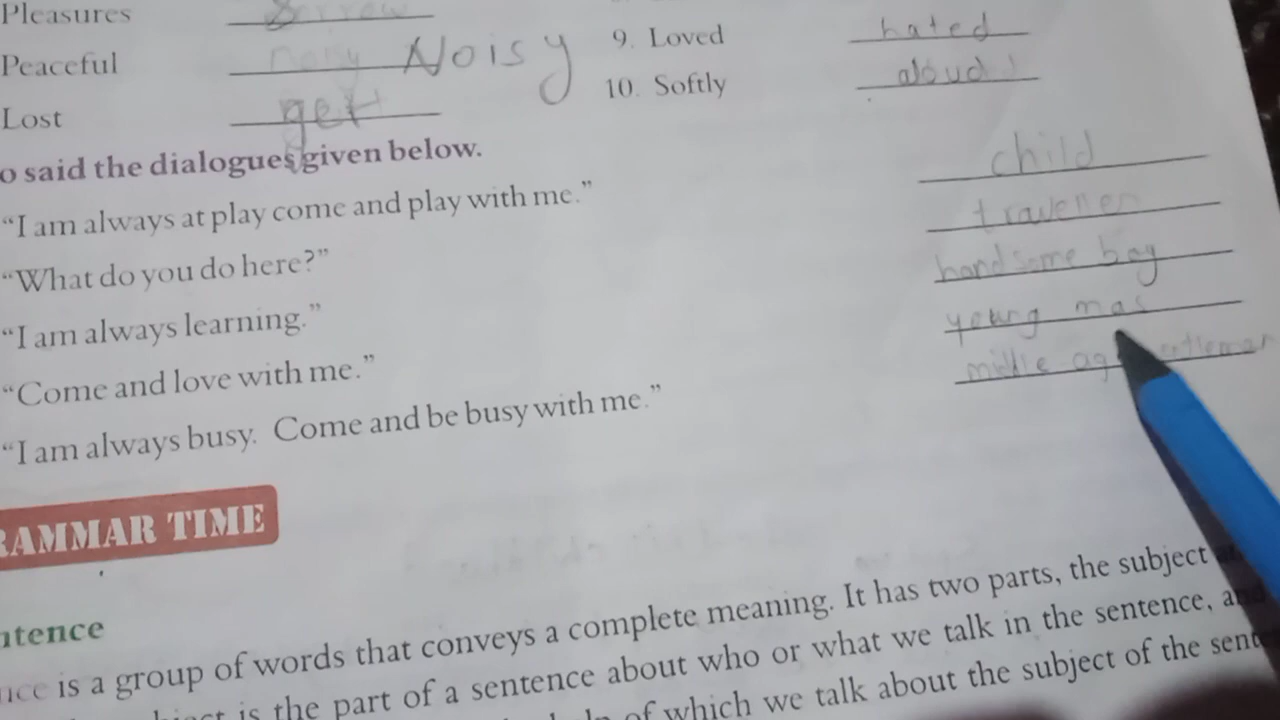 Pleasures Sorrow
Peaceful Noisy
Lost get
9. Loved hated
10. Softly aloud
o said the dialogues given below.
“I am always at play come and play with me.” child
“What do you do here?” traveller
“I am always learning.” handsome boy
“Come and love with me.” young
“I am always busy. Come and be busy with me.”
RAMMAR TIME
ntence
nce is a group of words that conveys a complete meaning. It has two parts, the subject
is the part of a sentence about who or what we talk in the sentence, and
of which we talk about the subject of the sent